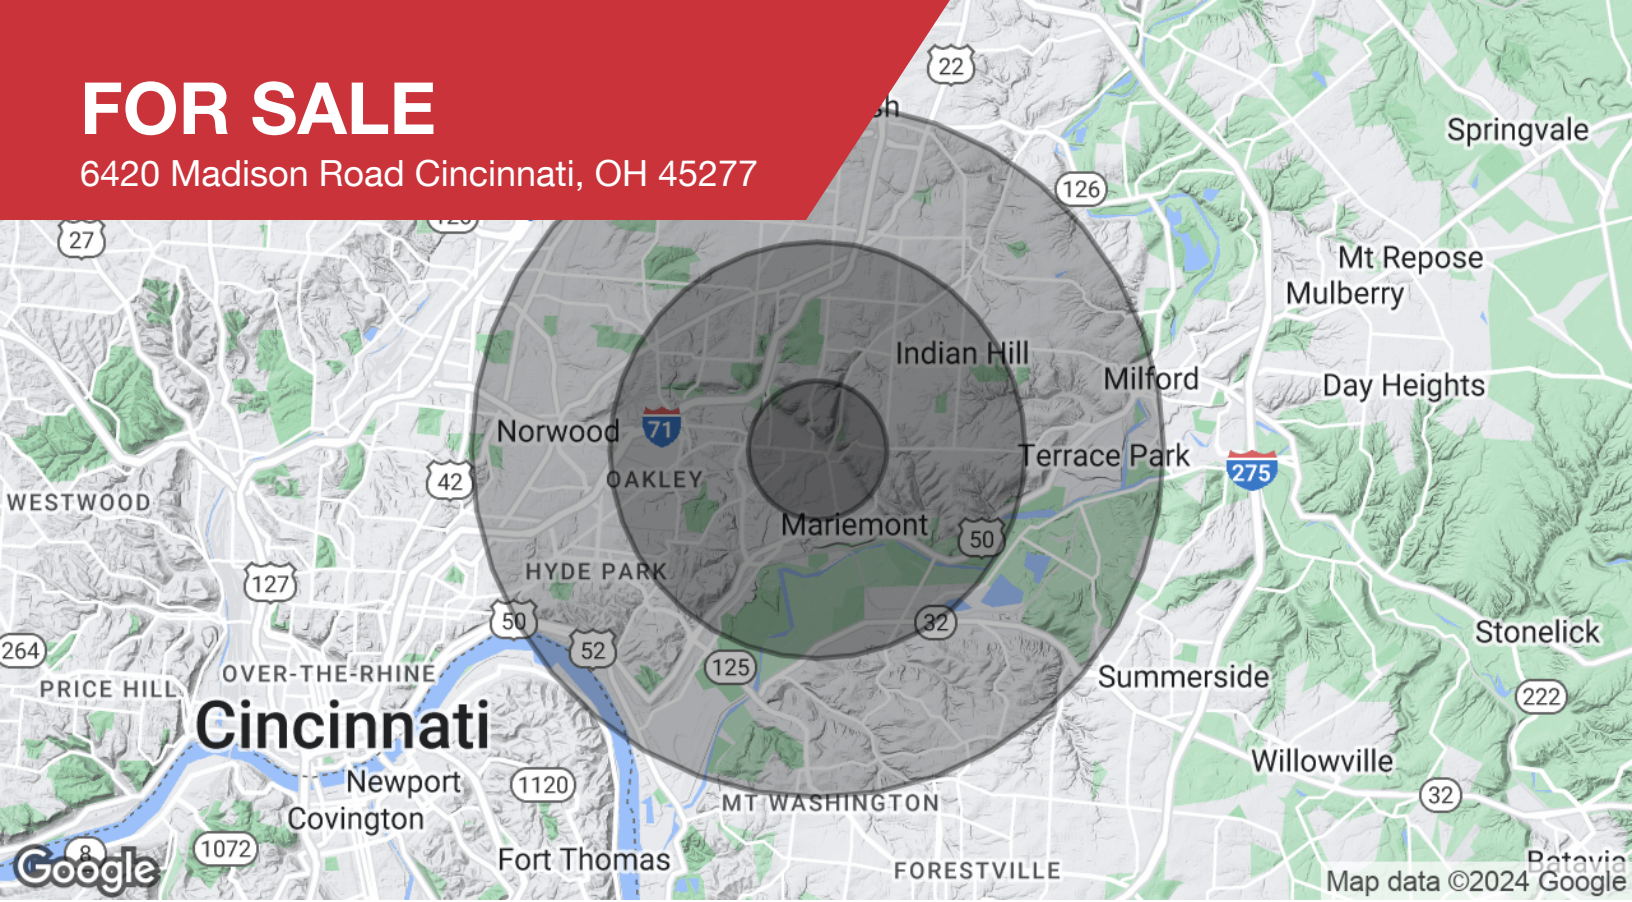 FOR SALE
6420 Madison Road Cincinnati, OH 45277
22
Springvale
126
27
Mt Repose
Mulberry
Indian Hill
Milford
Day Heights
Norwood
71
Terrace Park
275
OAKLEY
42
WESTWOOD
Mariemont
50
HYDE PARK
127
50
32
52
264
Stonelick
OVER-THE-RHINE
125
Summerside
PRICE HILL
222
Cincinnati
Willowville
Newport
1120
32
MT WASHINGTON
Covington
1072
8
Fort Thomas
FORESTVILLE
Batavia
Google
Map data ©2024 Google